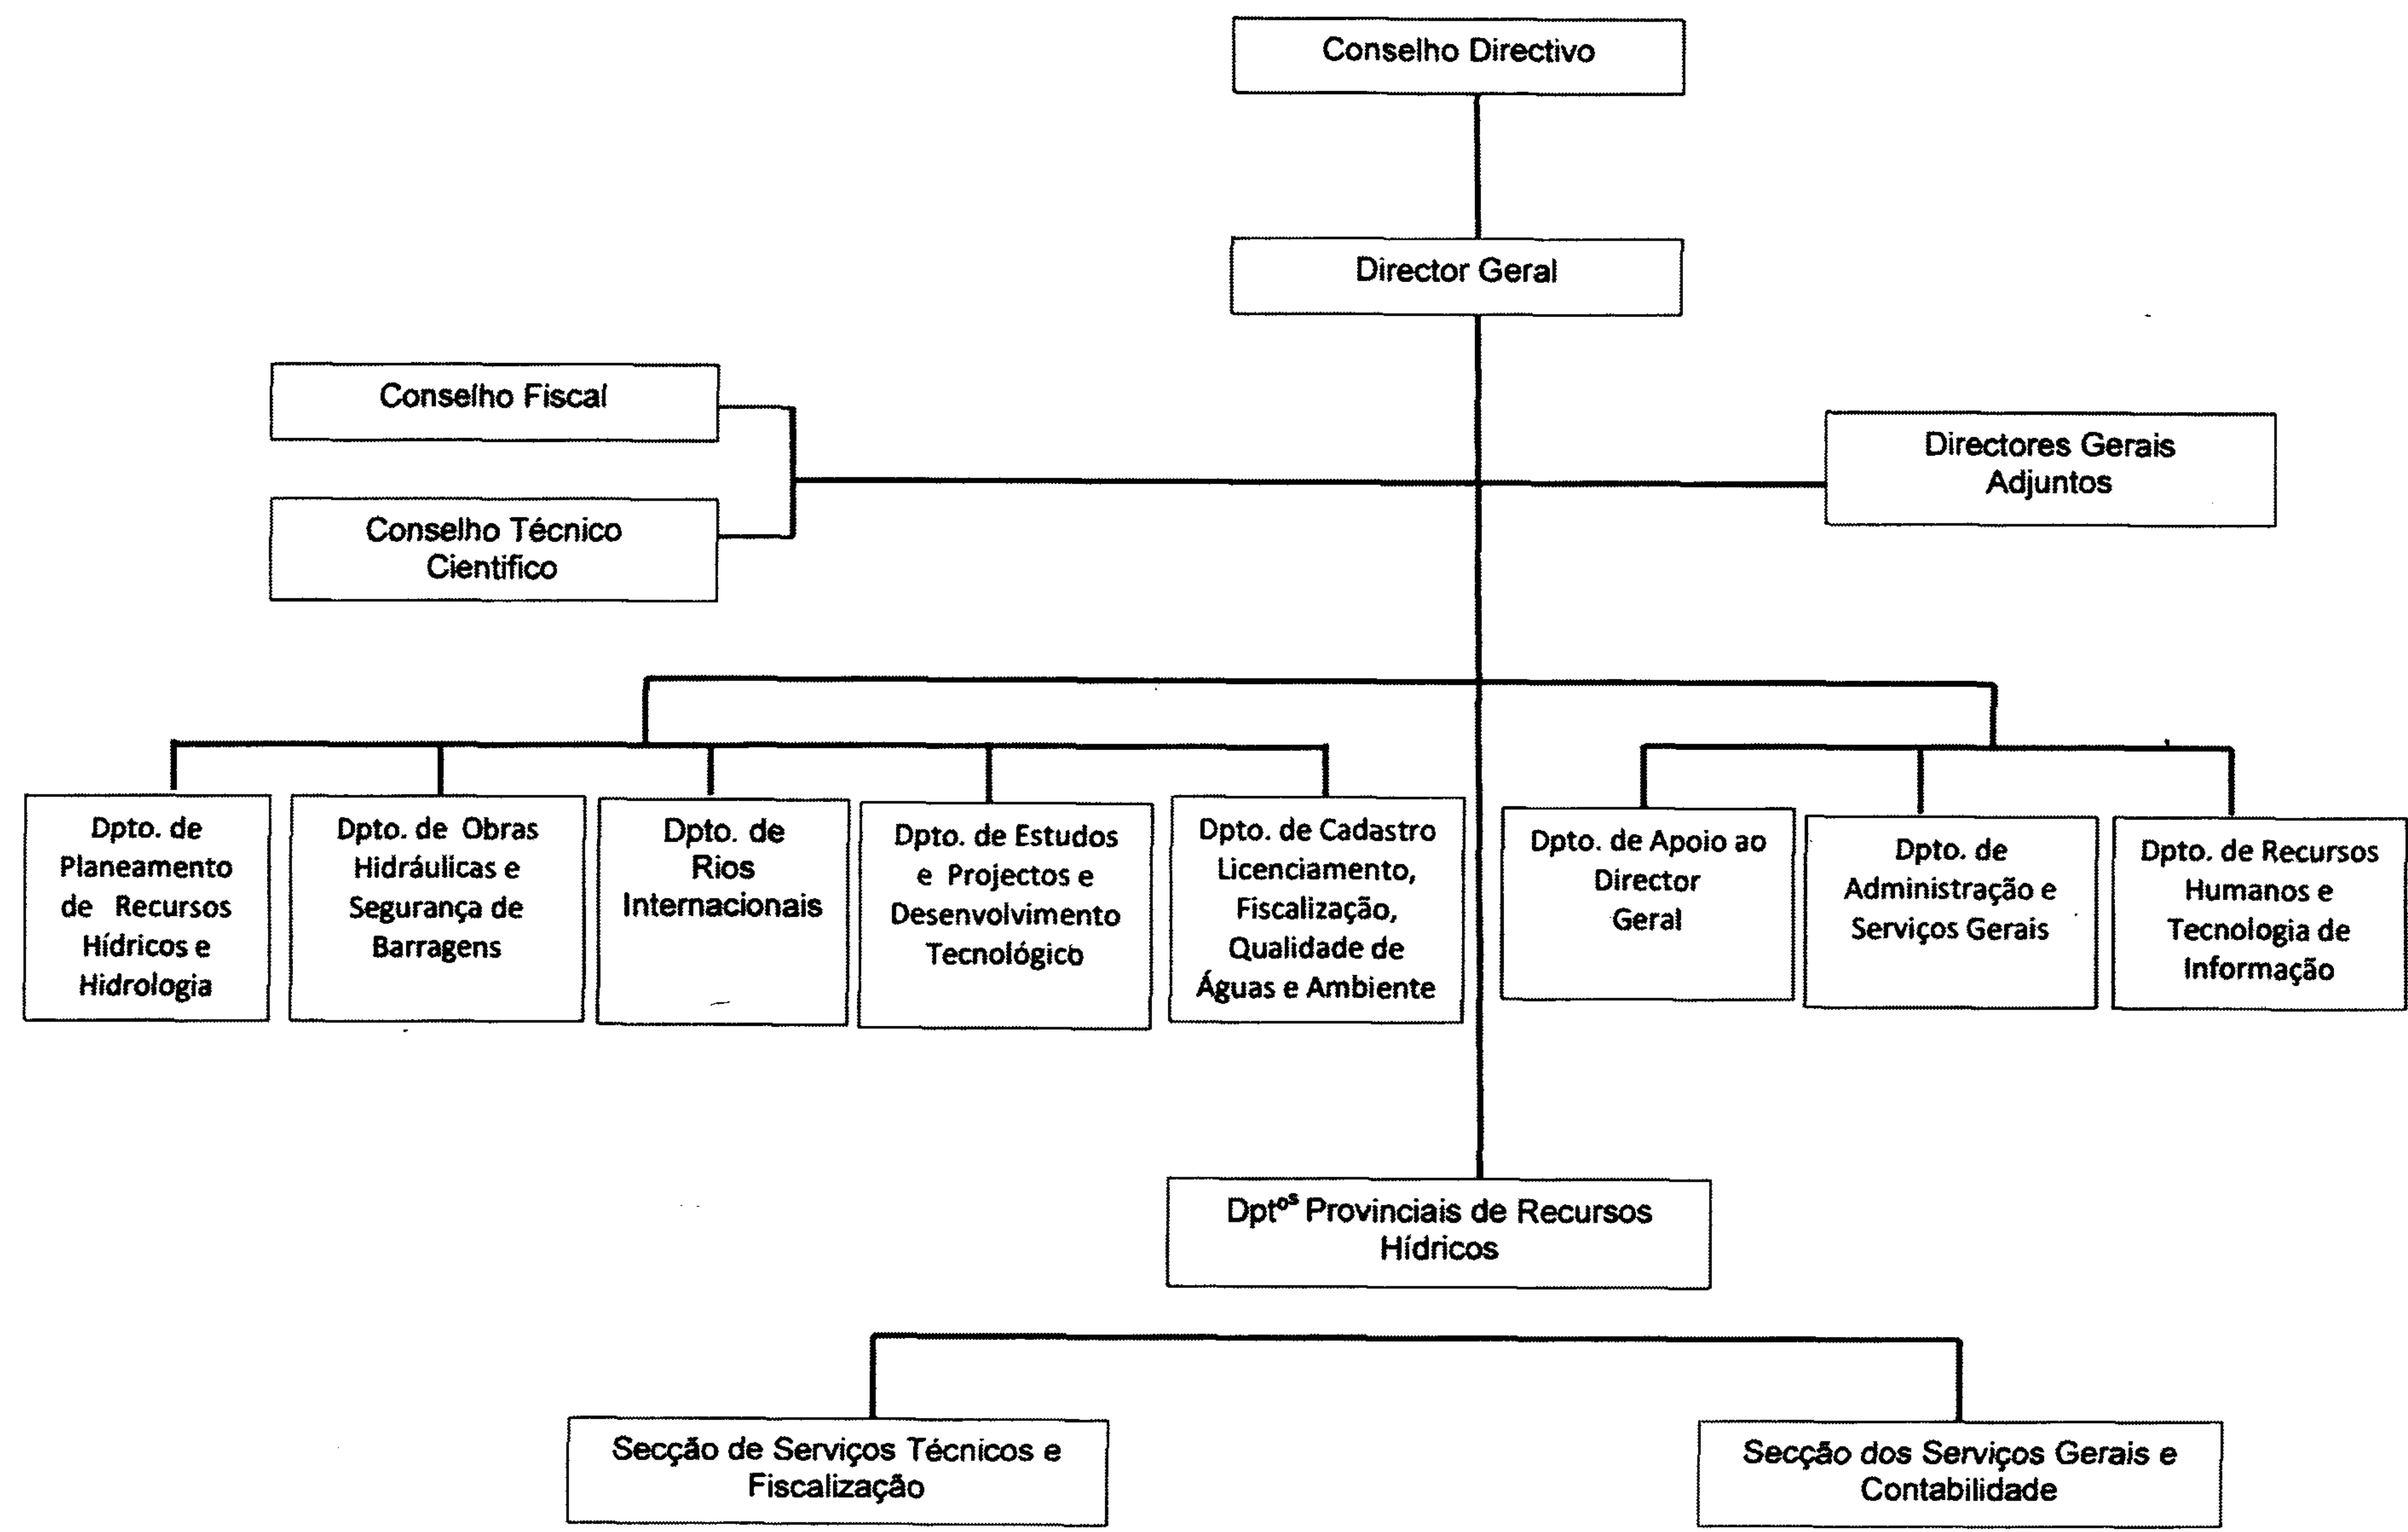 Conselho Directivo
Director Geral
Conselho Fiscal
Directores Gerais
Adjuntos
Conselho Técnico
Cientifico
Dpto. de
Planeamento
de Recursos
Hídricos e
Hidrologia
Dpto. de Obras
Hidráulicas e
Segurança de
Barragens
Dpto. de
Rios
Internacionais
Dpto. de Estudos
e Projectos e
Desenvolvimento
Tecnológico
Dpto. de Cadastro
Licenciamento,
Fiscalização,
Qualidade de
Águas e Ambiente
Dpto. de Apoio ao
Director
Geral
Dpto. de
Administração e
Serviços Gerais
Dpto. de Recursos
Humanos e
Tecnologia de
Informação
Dptºˢ Provinciais de Recursos
Hídricos
Secção de Serviços Técnicos e
Fiscalização
Secção dos Serviços Gerais e
Contabilidade